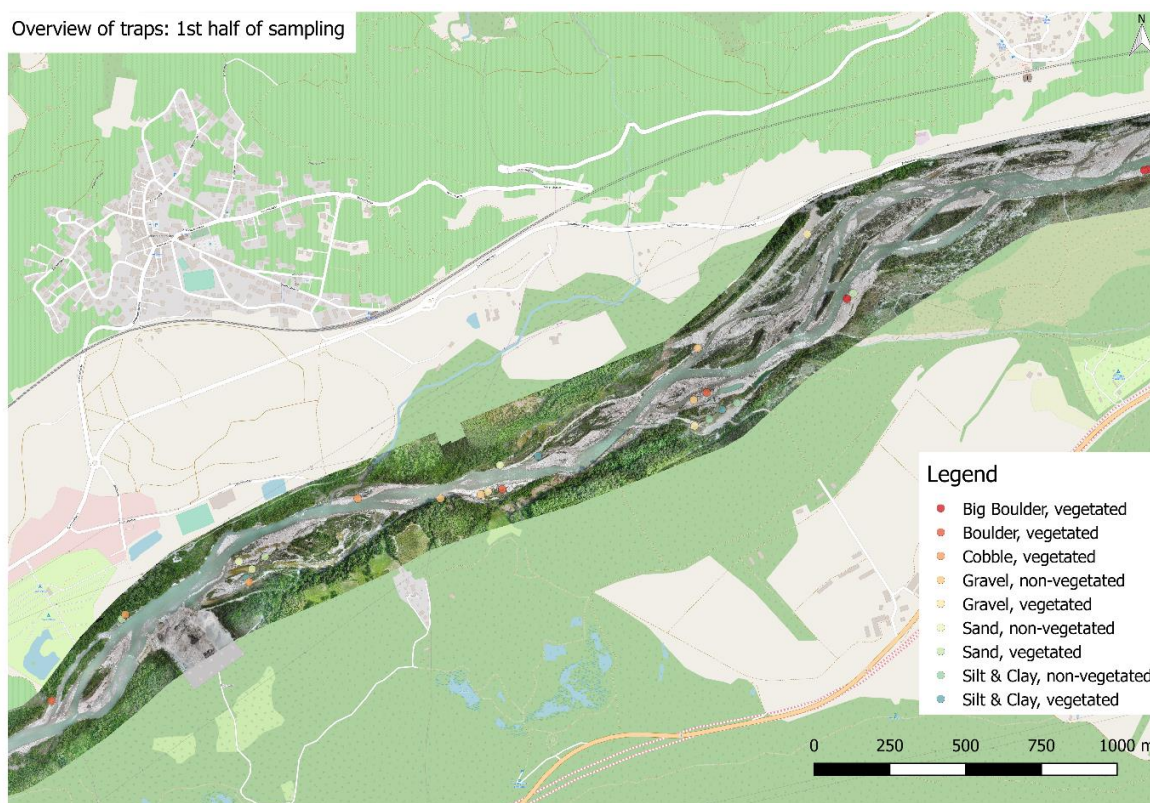 Overview of traps: 1st half of sampling
N
Legend
Big Boulder, vegetated
Boulder, vegetated
Cobble, vegetated
Gravel, non-vegetated
Gravel, vegetated
Sand, non-vegetated
Sand, vegetated
Silt & Clay, non-vegetated
Silt & Clay, vegetated
0 250 500 750 1000 m